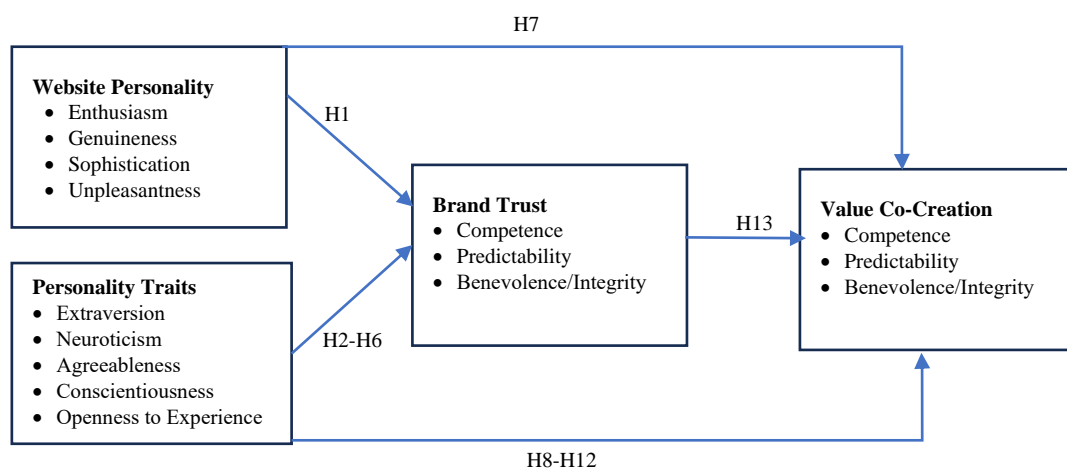 H7
Website Personality
• Enthusiasm
• Genuineness
• Sophistication
• Unpleasantness
H1
Brand Trust
• Competence
• Predictability
• Benevolence/Integrity
H13
Value Co-Creation
• Competence
• Predictability
• Benevolence/Integrity
Personality Traits
• Extraversion
• Neuroticism
• Agreeableness
• Conscientiousness
• Openness to Experience
H2-H6
H8-H12